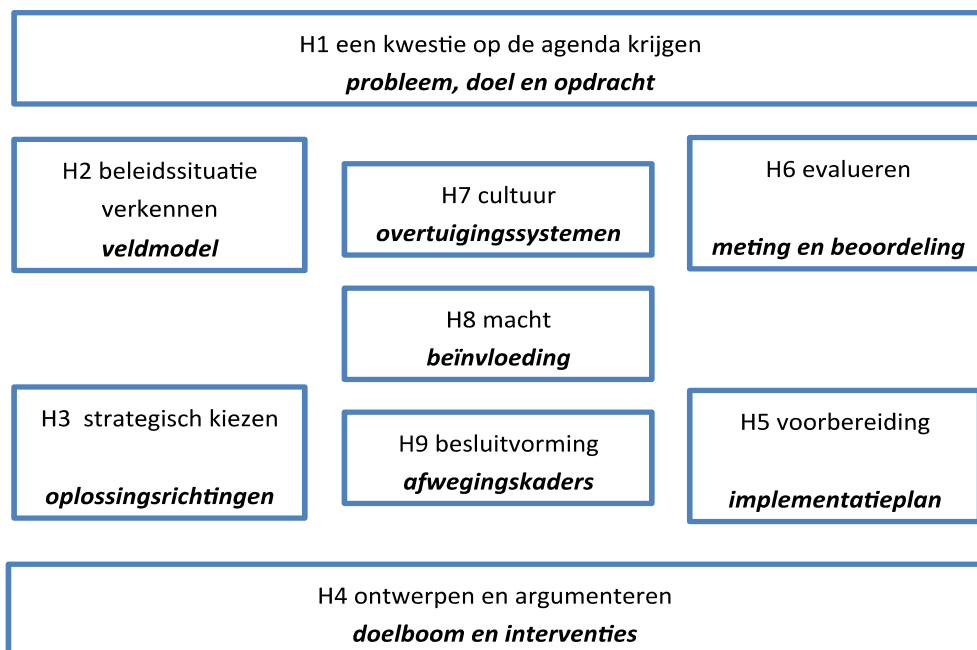 H1 een kwestie op de agenda krijgen
probleem, doel en opdracht
H2 beleidssituatie
verkennen
veldmodel
H7 cultuur
overtuigingssystemen
H6 evalueren
meting en beoordeling
H8 macht
beïnvloeding
H3 strategisch kiezen
oplossingsrichtingen
H9 besluitvorming
afwegingskaders
H5 voorbereiding
implementatieplan
H4 ontwerpen en argumenteren
doelboom en interventies